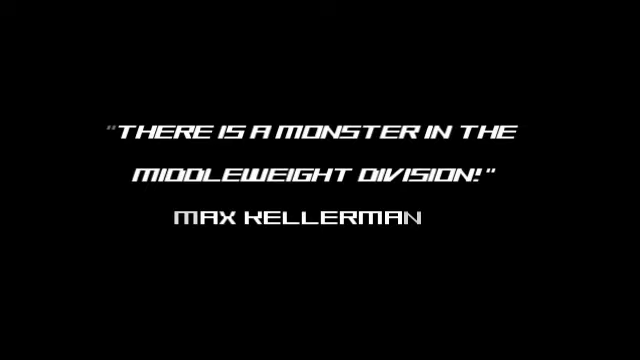 "THERE IS A MONSTER IN THE
MIDDLEWEIGHT DIVISION!"
MAX KELLERMAN